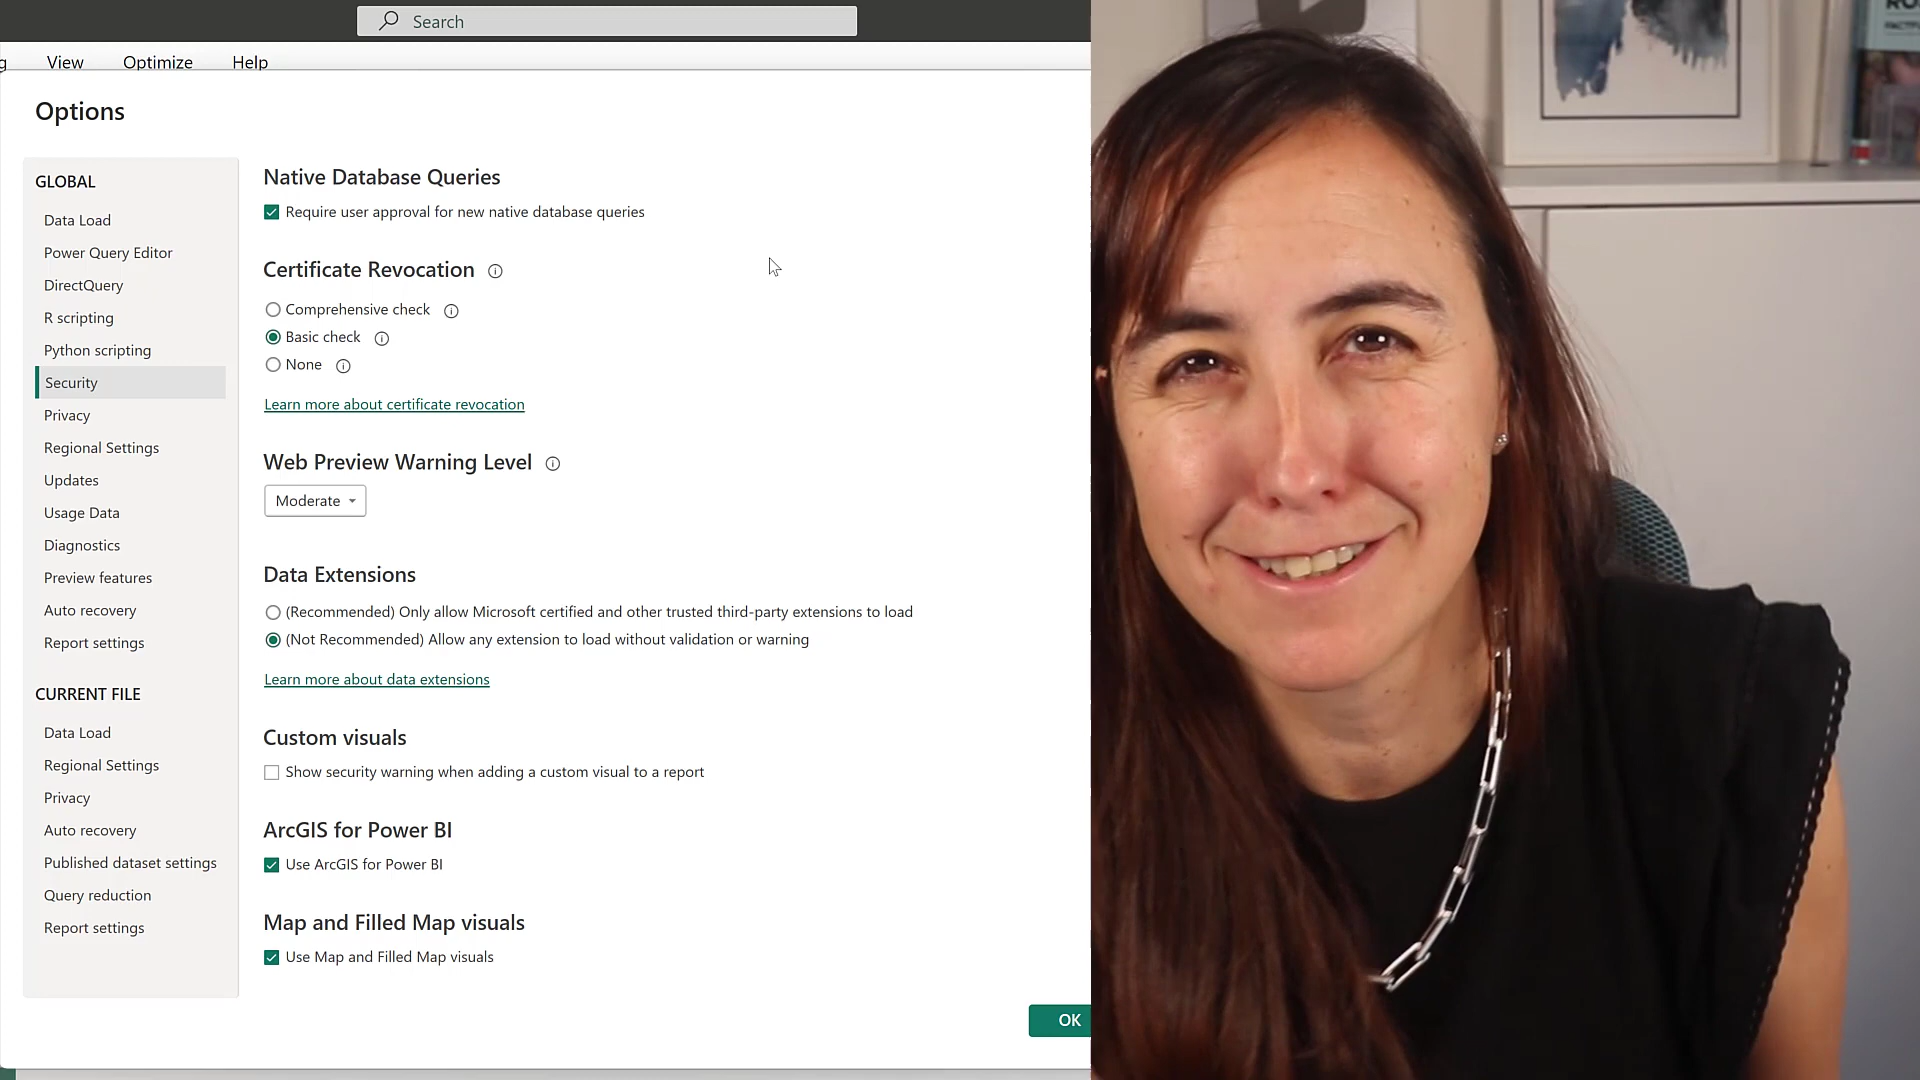 Search
View
Optimize
Help
Options
GLOBAL
Data Load
Power Query Editor
DirectQuery
R scripting
Python scripting
Security
Privacy
Regional Settings
Updates
Usage Data
Diagnostics
Preview features
Auto recovery
Report settings
CURRENT FILE
Data Load
Regional Settings
Privacy
Auto recovery
Published dataset settings
Query reduction
Report settings
Native Database Queries
Require user approval for new native database queries
Certificate Revocation
Comprehensive check
Basic check
None
Learn more about certificate revocation
Web Preview Warning Level
Moderate
Data Extensions
(Recommended) Only allow Microsoft certified and other trusted third-party extensions to load
(Not Recommended) Allow any extension to load without validation or warning
Learn more about data extensions
Custom visuals
Show security warning when adding a custom visual to a report
ArcGIS for Power BI
Use ArcGIS for Power BI
Map and Filled Map visuals
Use Map and Filled Map visuals
OK